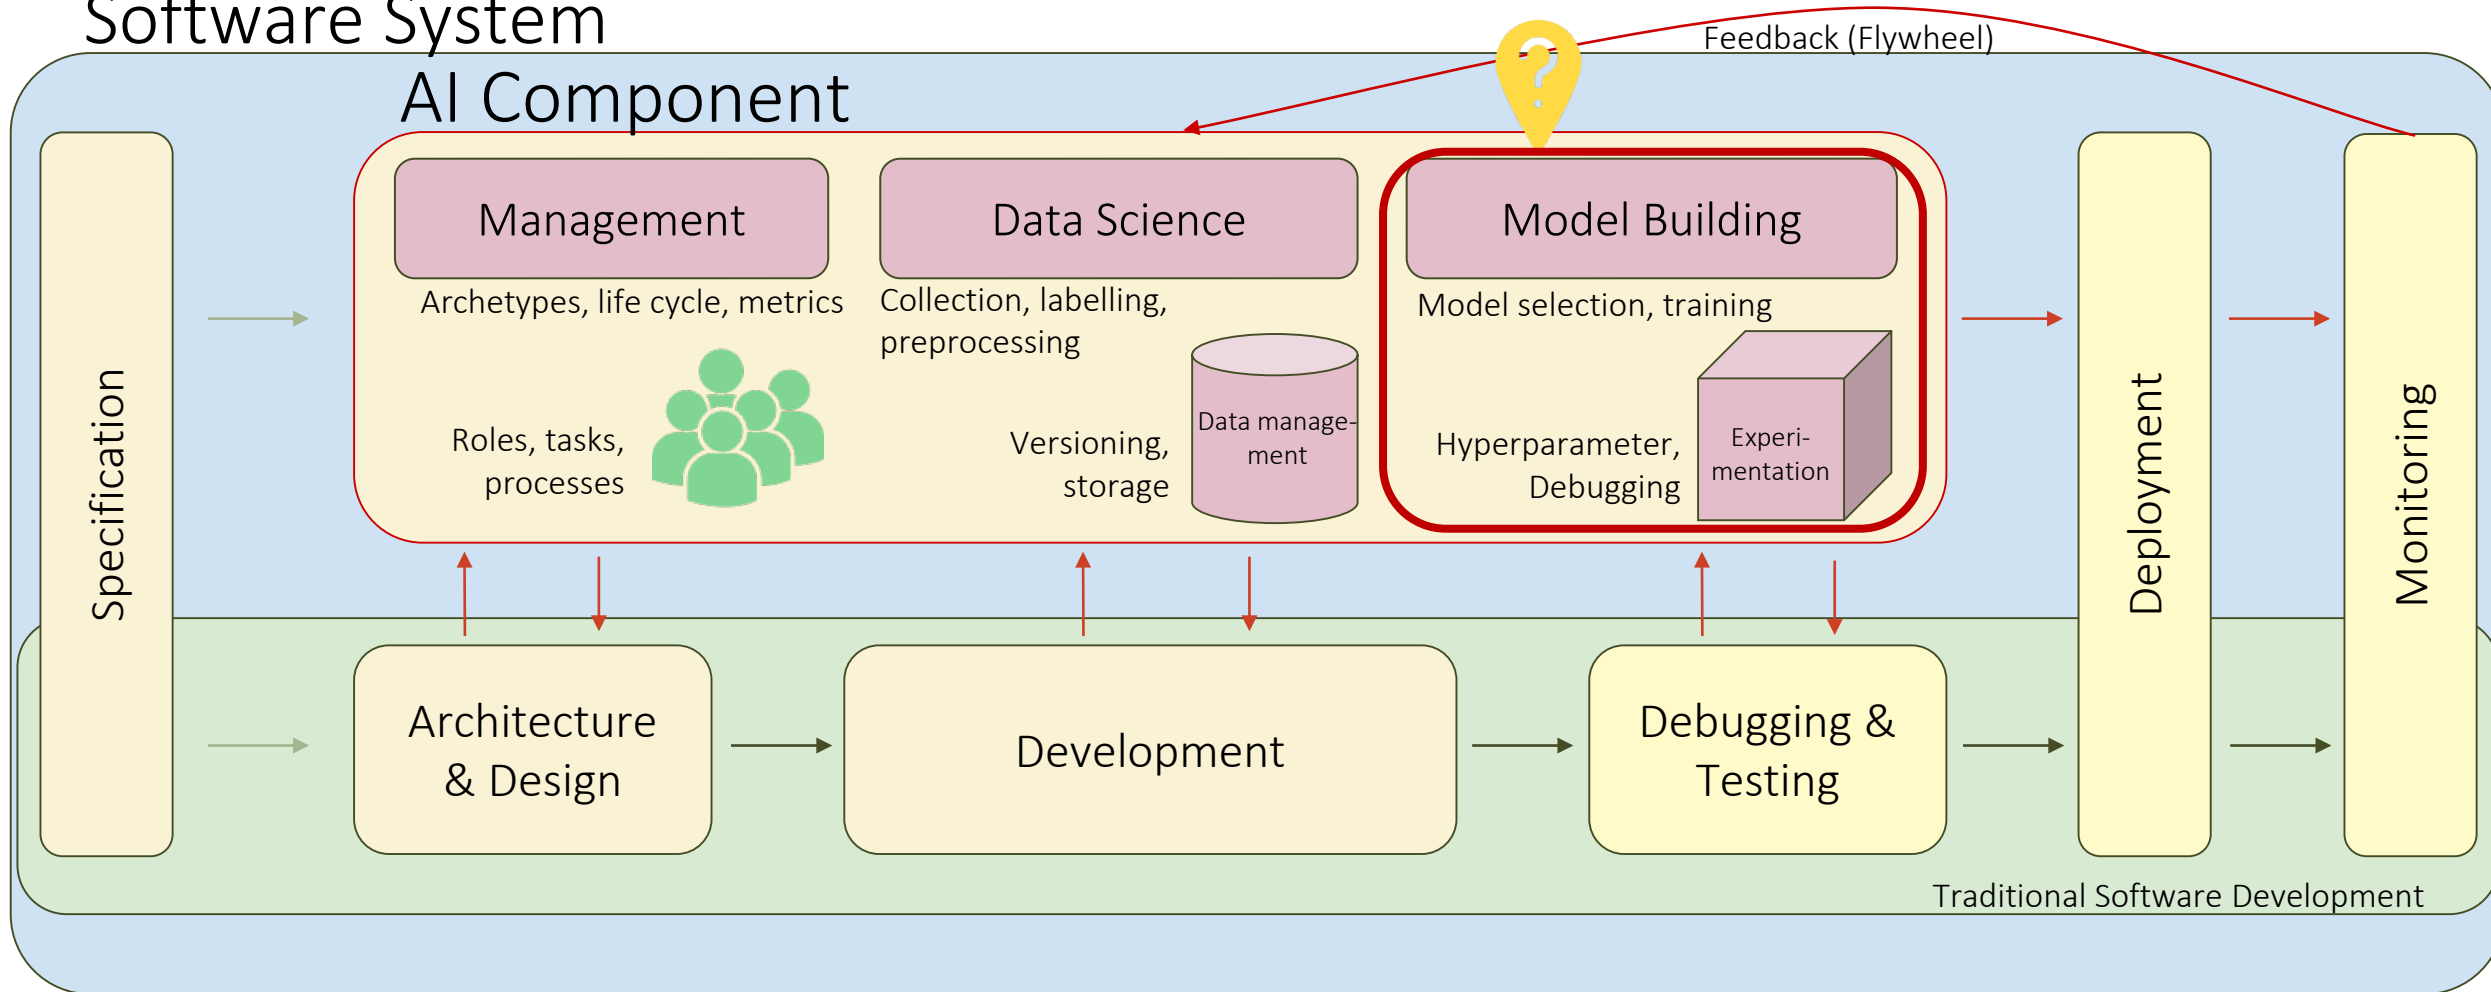 Software System
AI Component
Feedback (Flywheel)
Specification
Management
Archetypes, life cycle, metrics
Roles, tasks,
processes
Data Science
Collection, labelling,
preprocessing
Versioning,
storage
Data manage-
ment
Model Building
Model selection, training
Hyperparameter,
Debugging
Experi-
mentation
?
Deployment
Monitoring
Architecture
& Design
Development
Debugging &
Testing
Traditional Software Development